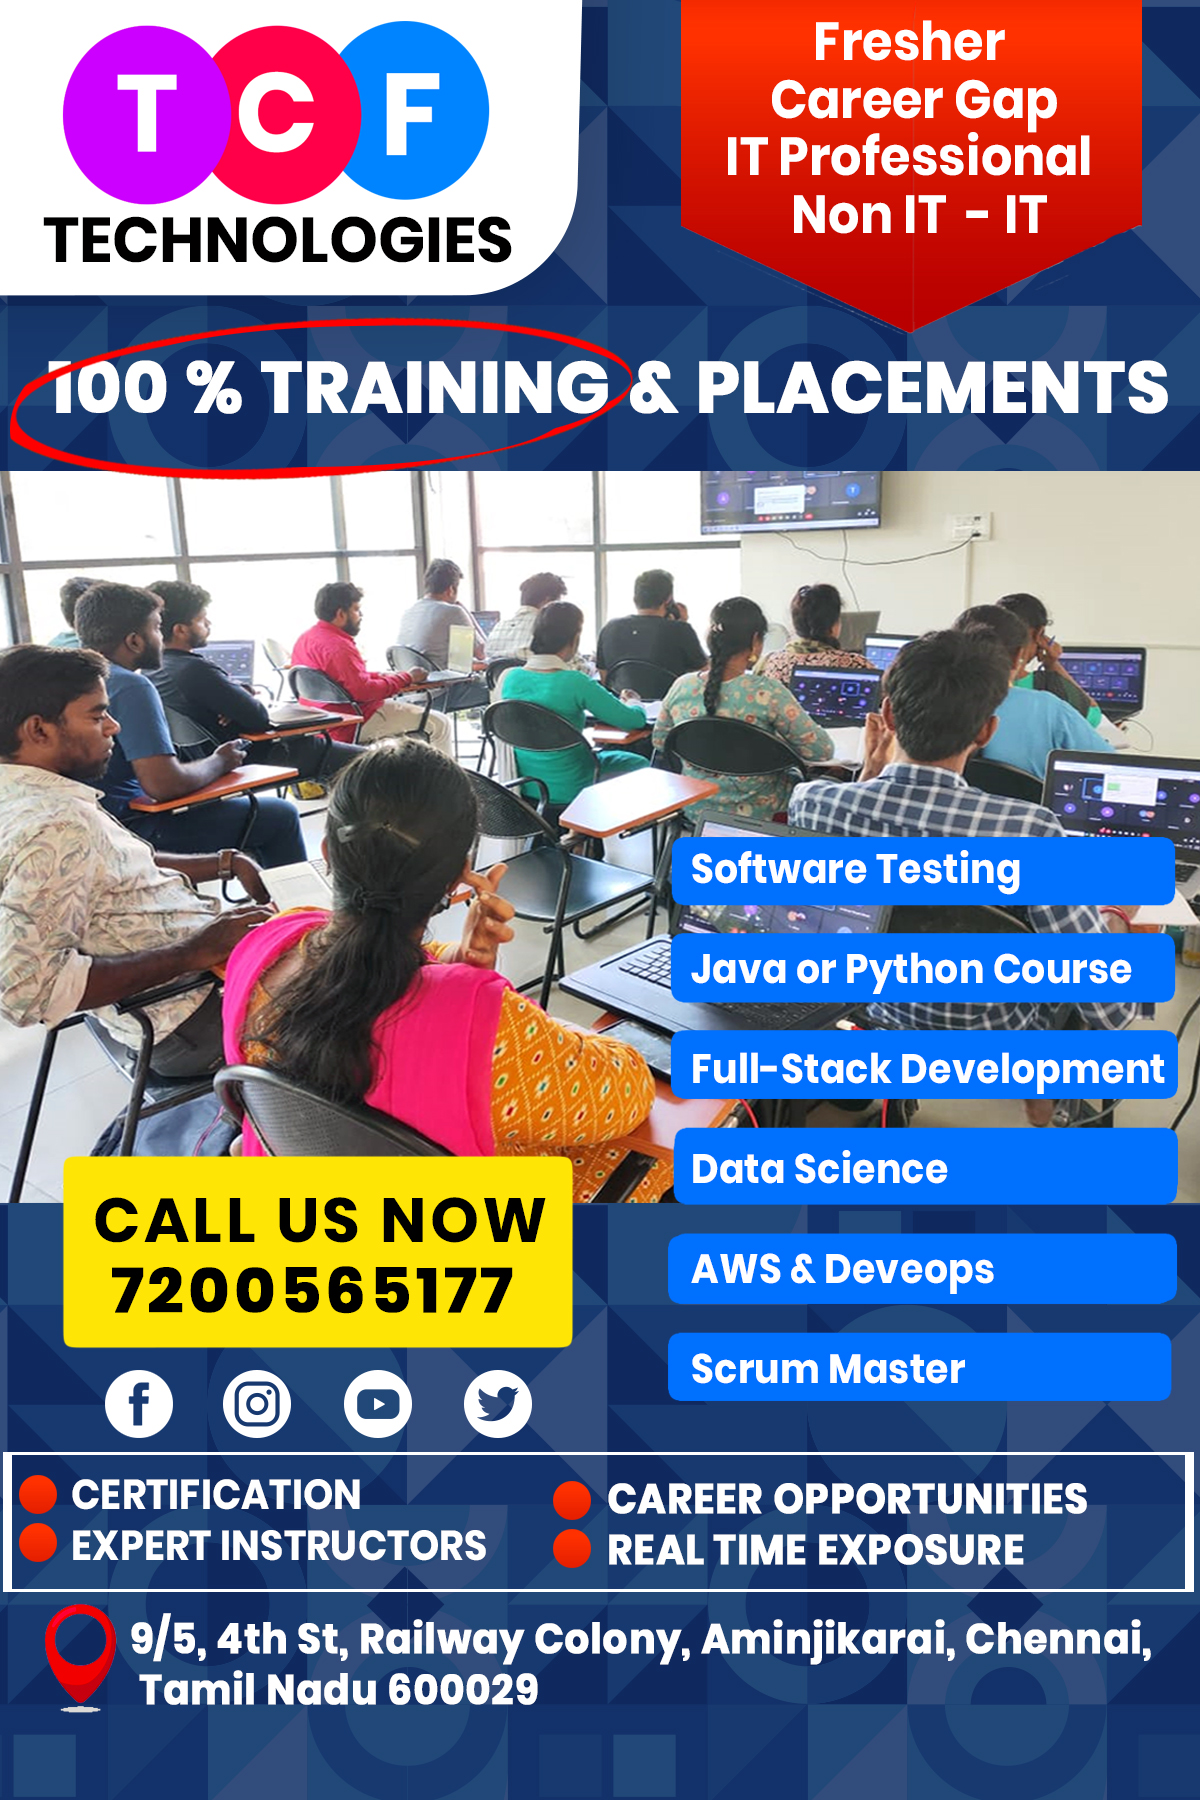 T C F
TECHNOLOGIES
Fresher
Career Gap
IT Professional
Non IT - IT
100 % TRAINING & PLACEMENTS
Software Testing
Java or Python Course
Full-Stack Development
Data Science
AWS & Deveops
Scrum Master
CALL US NOW
7200565177
CERTIFICATION
EXPERT INSTRUCTORS
CAREER OPPORTUNITIES
REAL TIME EXPOSURE
9/5, 4th St, Railway Colony, Aminjikarai, Chennai,
Tamil Nadu 600029